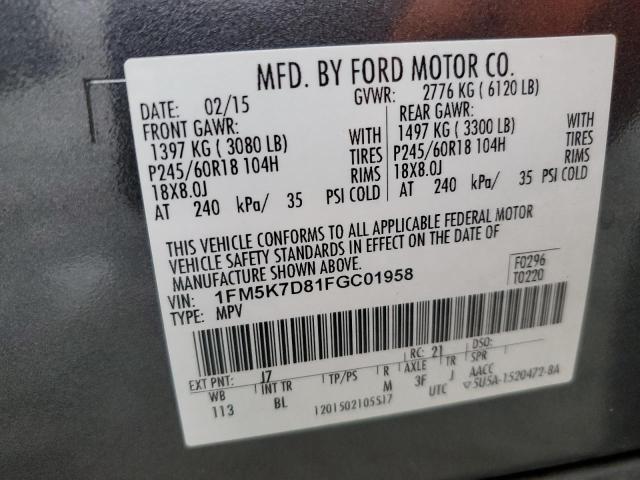 MFD. BY FORD MOTOR CO.
DATE: 02/15 GVWR: 2776 KG ( 6120 LB)
FRONT GAWR: REAR GAWR:
1397 KG ( 3080 LB) WITH 1497 KG ( 3300 LB) WITH
P245/60R18 104H TIRES P245/60R18 104H TIRES
18X8.0J RIMS 18X8.0J RIMS
AT 240 kPa/ 35 PSI COLD AT 240 kPa/ 35 PSI COLD
THIS VEHICLE CONFORMS TO ALL APPLICABLE FEDERAL MOTOR
VEHICLE SAFETY STANDARDS IN EFFECT ON THE DATE OF
MANUFACTURE SHOWN ABOVE. F0296
VIN: 1FM5K7D81FGC01958 T0220
TYPE: MPV
EXT PNT: J7 RC: 21 DSO:
WB INT TR TP/PS R AXLE TR SPR
113 BL M 3F J AACC
12015021055J7 UTC ▽5U5A-1520472-8A